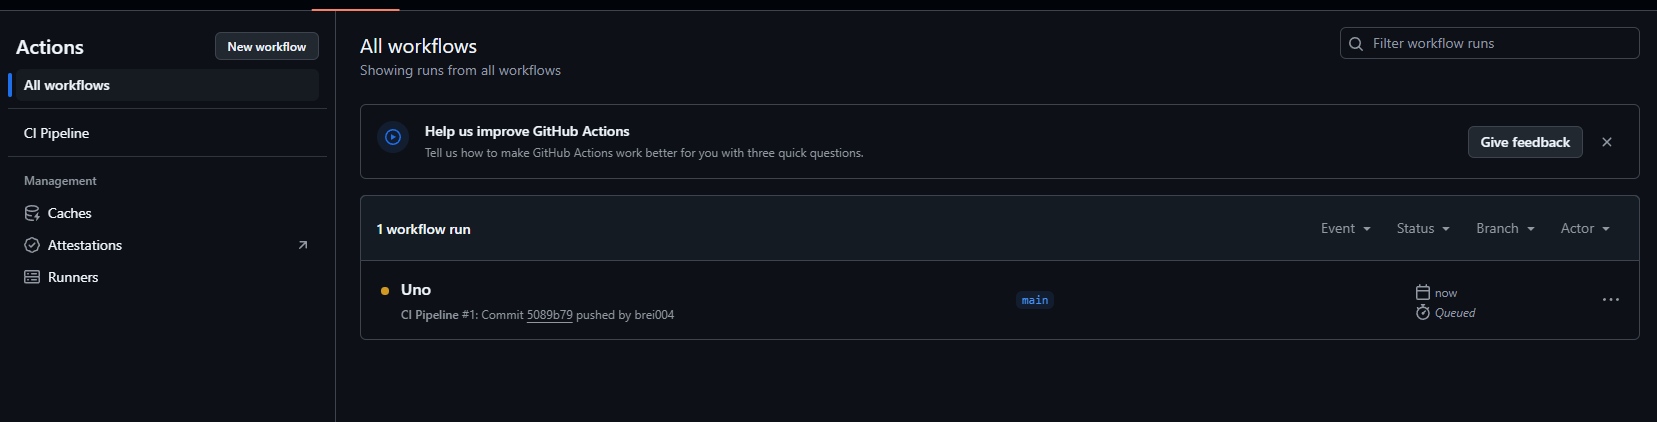 Actions
New workflow
All workflows
CI Pipeline
Management
Caches
Attestations
Runners
All workflows
Showing runs from all workflows
Filter workflow runs
Help us improve GitHub Actions
Tell us how to make GitHub Actions work better for you with three quick questions.
Give feedback
1 workflow run
Event
Status
Branch
Actor
Uno
CI Pipeline #1: Commit 5089b79 pushed by brei004
main
now
Queued